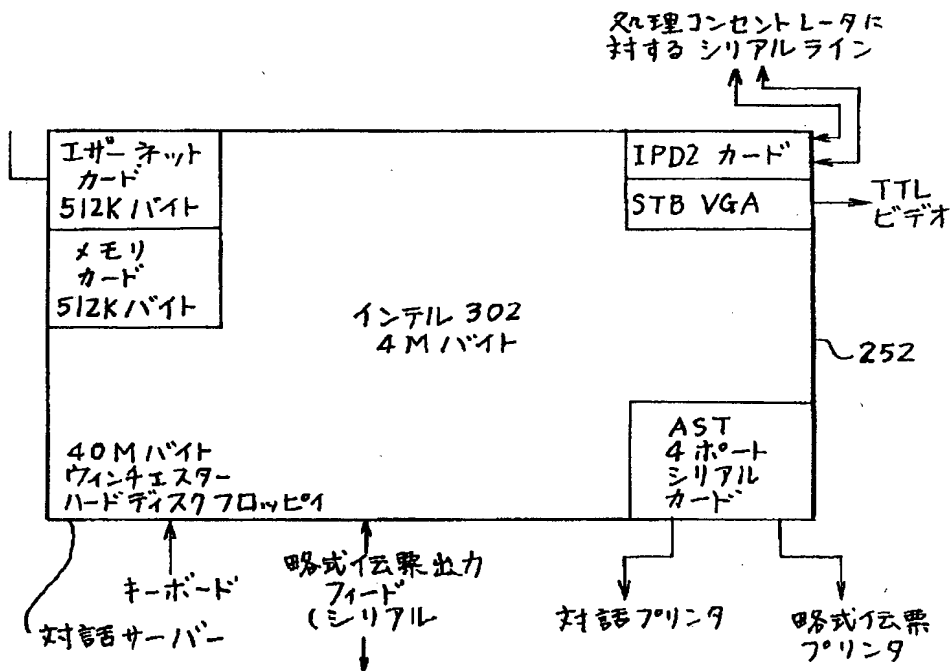 処理コンセントレータに
対する シリアルライン
エザーネット
カード
512Kバイト
IPD2 カード
STB VGA
TTL
ビデオ
メモリ
カード
512Kバイト
インテル 302
4Mバイト
252
AST
4ポート
シリアル
カード
40Mバイト
ウィンチェスター
ハードディスクフロッピィ
キーボード
対話サーバー
略式伝票出力
フィード
(シリアル
対話プリンタ
略式伝票
プリンタ